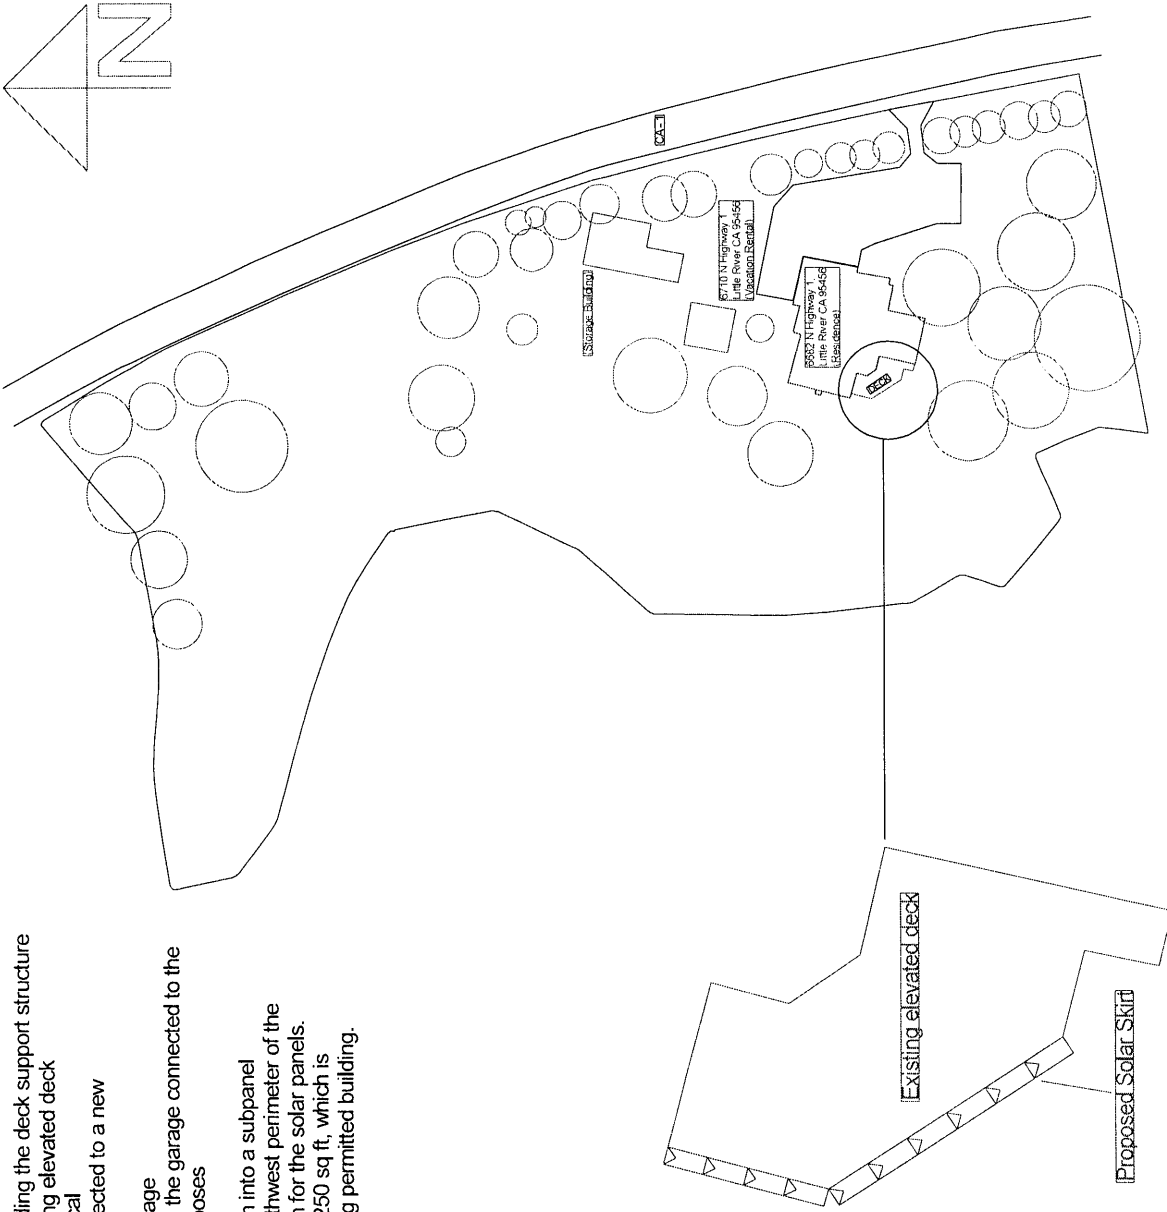 N
CA-1
[Storage Building]
6710 N Highway 1
Little River CA 95456
(Vacation Rental)
6662 N Highway 1,
Little River CA 95456
(Residence)
DECK
ding the deck support structure
ng elevated deck
cal
ected to a new
age
the garage connected to the
oses
n into a subpanel
thwest perimeter of the
n for the solar panels.
250 sq ft, which is
g permitted building.
Existing elevated deck
Proposed Solar Skirt